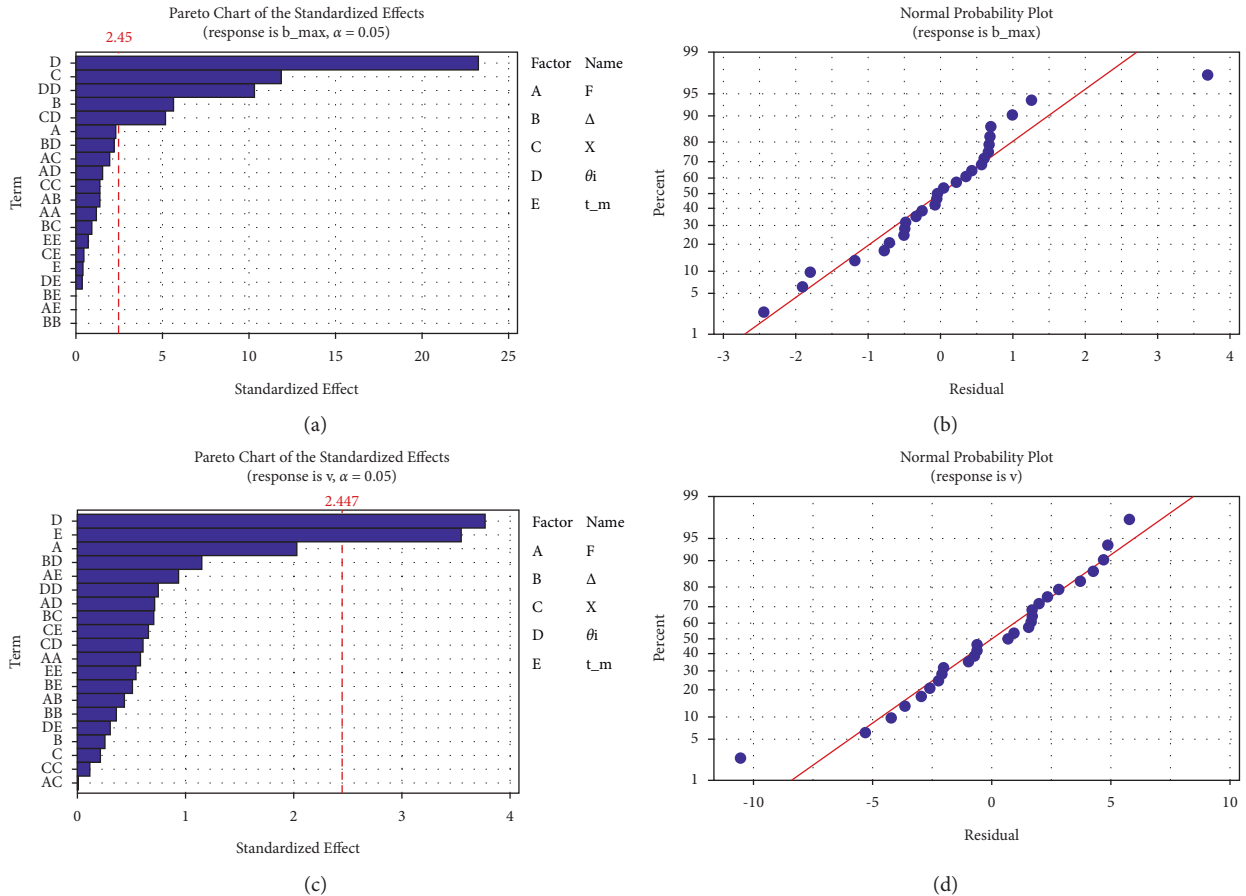 Pareto Chart of the Standardized Effects
(response is b_max, α = 0.05)
2.45
Term
D
C
DD
B
CD
A
BD
AC
AD
CC
AB
AA
BC
EE
CE
E
DE
BE
AE
BB
0 5 10 15 20 25
Standardized Effect
Factor Name
A F
B Δ
C X
D θi
E t_m
(a)
Normal Probability Plot
(response is b_max)
Percent
99
95
90
80
70
60
50
40
30
20
10
5
1
-3 -2 -1 0 1 2 3 4
Residual
(b)
Pareto Chart of the Standardized Effects
(response is v, α = 0.05)
2.447
Term
D
E
A
BD
AE
DD
AD
BC
CE
CD
AA
EE
BE
AB
BB
DE
B
C
CC
AC
0 1 2 3 4
Standardized Effect
Factor Name
A F
B Δ
C X
D θi
E t_m
(c)
Normal Probability Plot
(response is v)
Percent
99
95
90
80
70
60
50
40
30
20
10
5
1
-10 -5 0 5 10
Residual
(d)